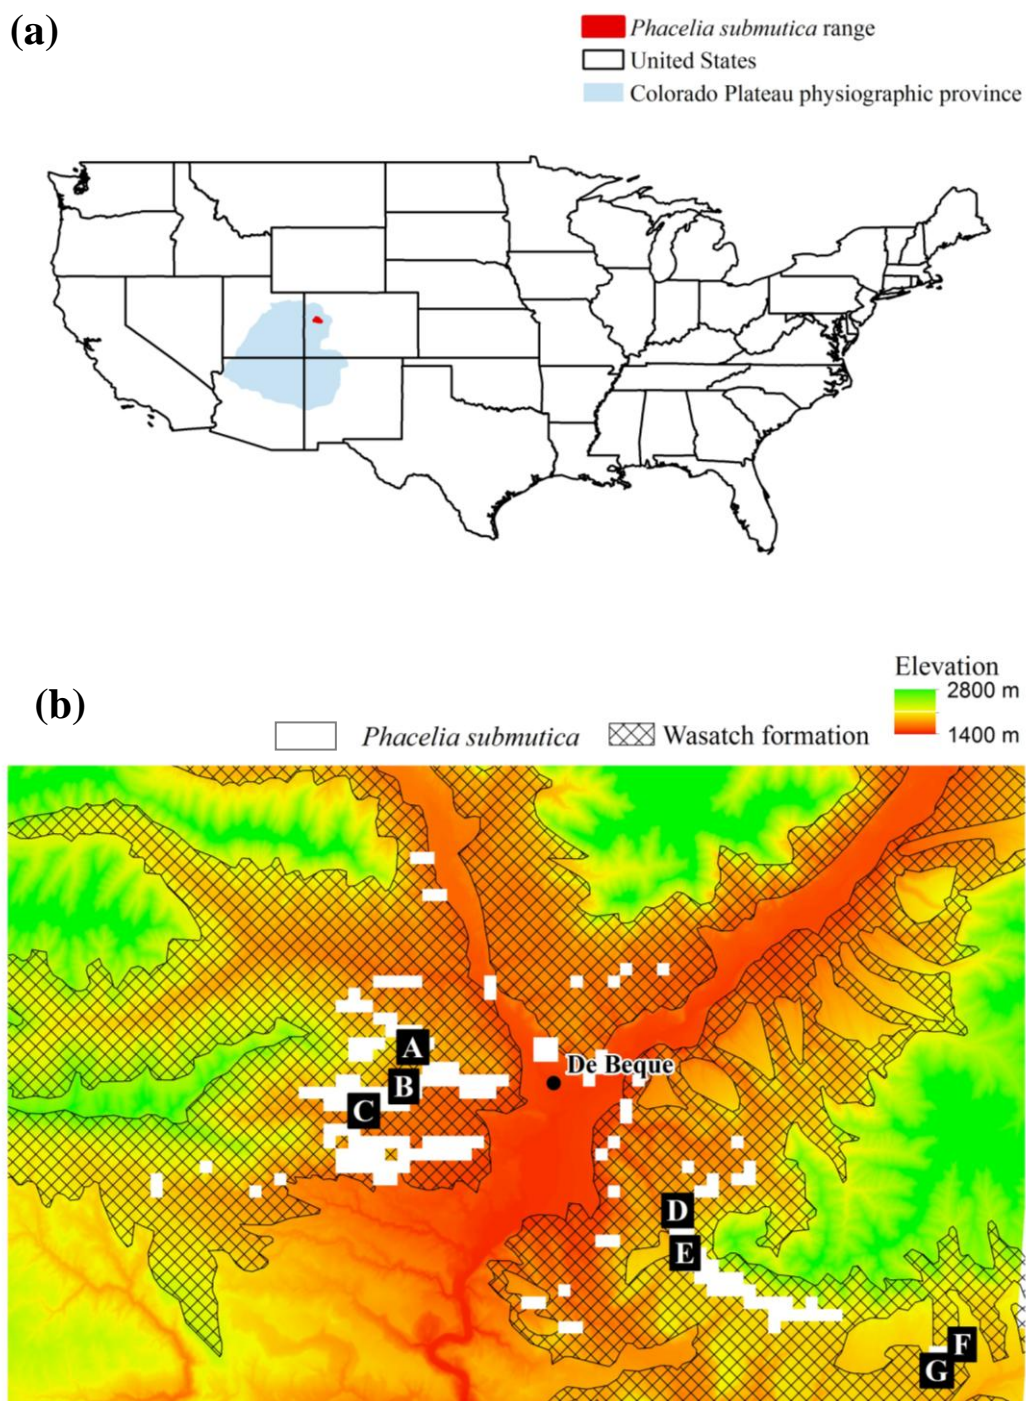 (a)
Phacelia submutica range
United States
Colorado Plateau physiographic province
Elevation
2800 m
1400 m
(b)
Phacelia submutica
Wasatch formation
A
De Beque
B
C
D
E
F
G